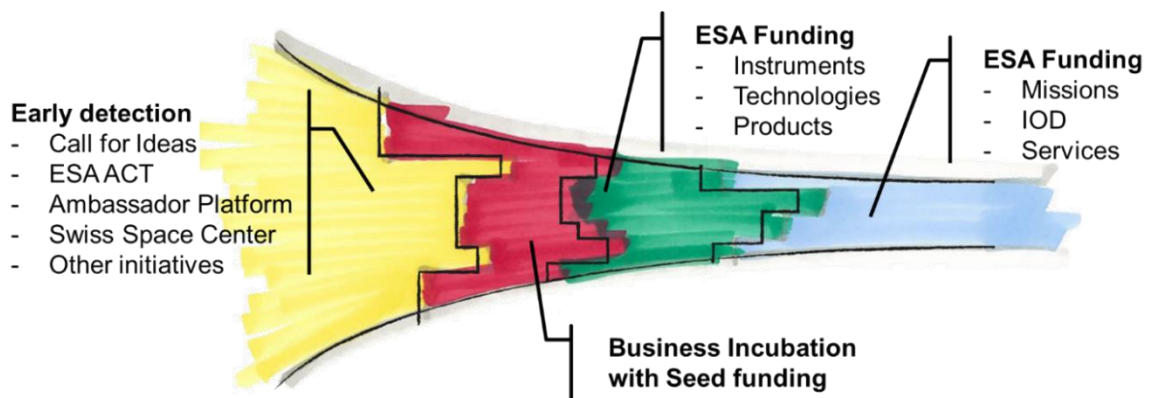 Early detection
- Call for Ideas
- ESA ACT
- Ambassador Platform
- Swiss Space Center
- Other initiatives
Business Incubation
with Seed funding
ESA Funding
- Instruments
- Technologies
- Products
ESA Funding
- Missions
- IOD
- Services